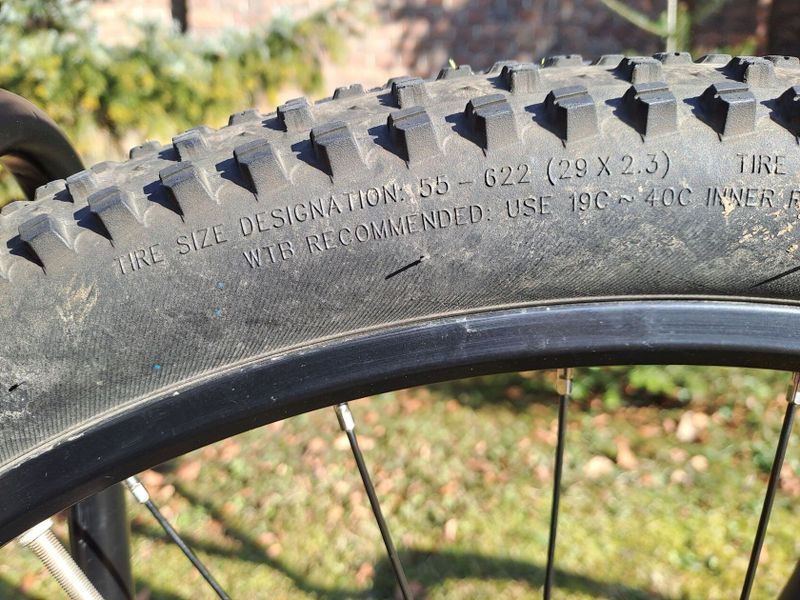 TIRE SIZE DESIGNATION: 55 - 622 (29 X 2.3) TIRE
WTB RECOMMENDED: USE 19C ~ 40C INNER